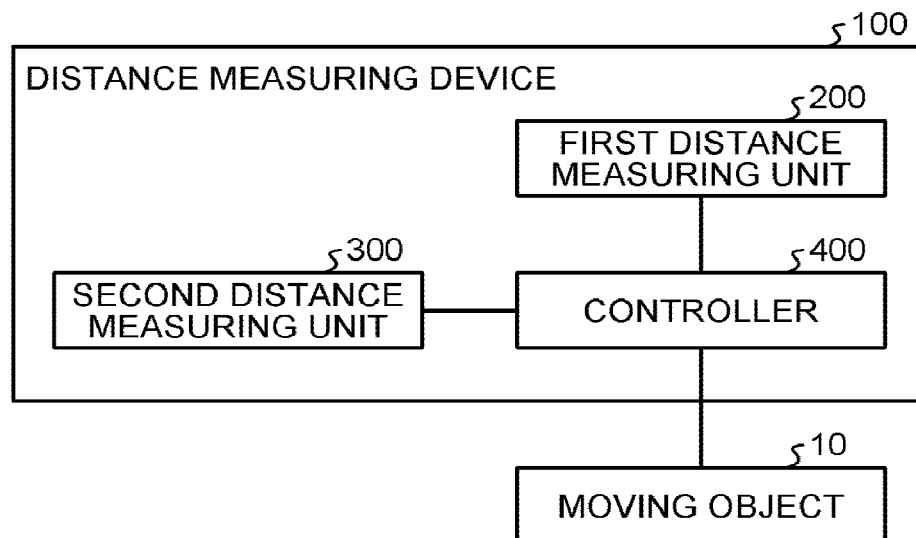 100
DISTANCE MEASURING DEVICE
200
FIRST DISTANCE
MEASURING UNIT
300
SECOND DISTANCE
MEASURING UNIT
400
CONTROLLER
10
MOVING OBJECT